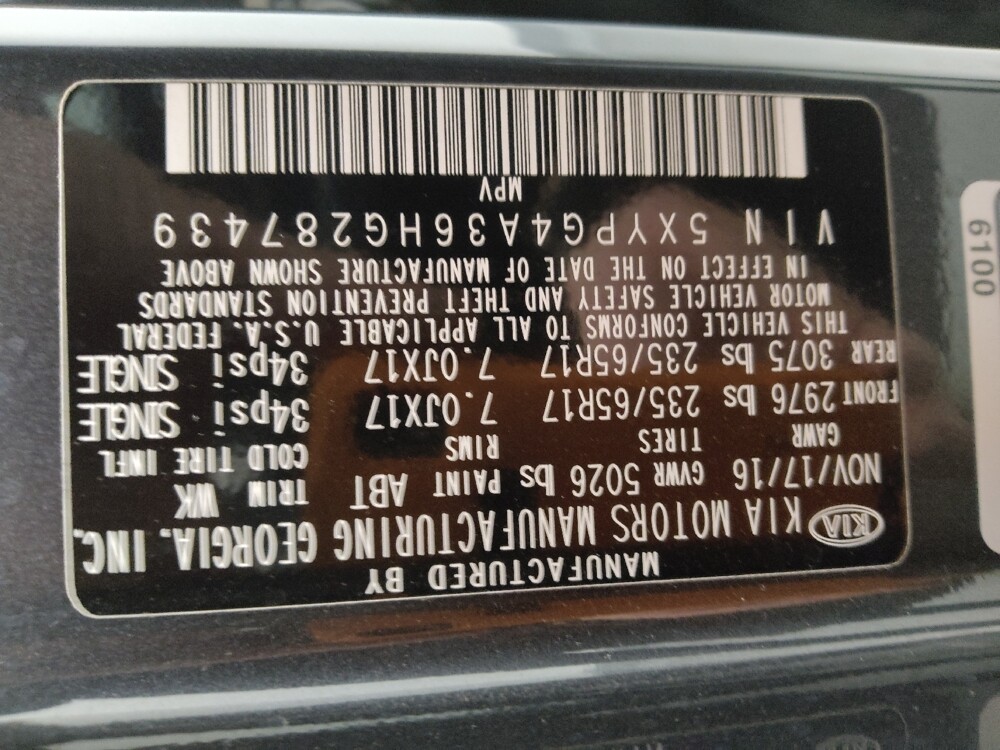 MANUFACTURED BY
KIA KIA MOTORS MANUFACTURING GEORGIA, INC.
NOV/17/16 GVWR 5026 lbs PAINT ABT TRIM WK
GAWR TIRES RIMS COLD TIRE INFL
FRONT 2976 lbs 235/65R17 7.0JX17 34psi SINGLE
REAR 3075 lbs 235/65R17 7.0JX17 34psi SINGLE
THIS VEHICLE CONFORMS TO ALL APPLICABLE U.S.A. FEDERAL
MOTOR VEHICLE SAFETY AND THEFT PREVENTION STANDARDS
IN EFFECT ON THE DATE OF MANUFACTURE SHOWN ABOVE
VIN 5XYPG4A36HG287439
MPV
6100